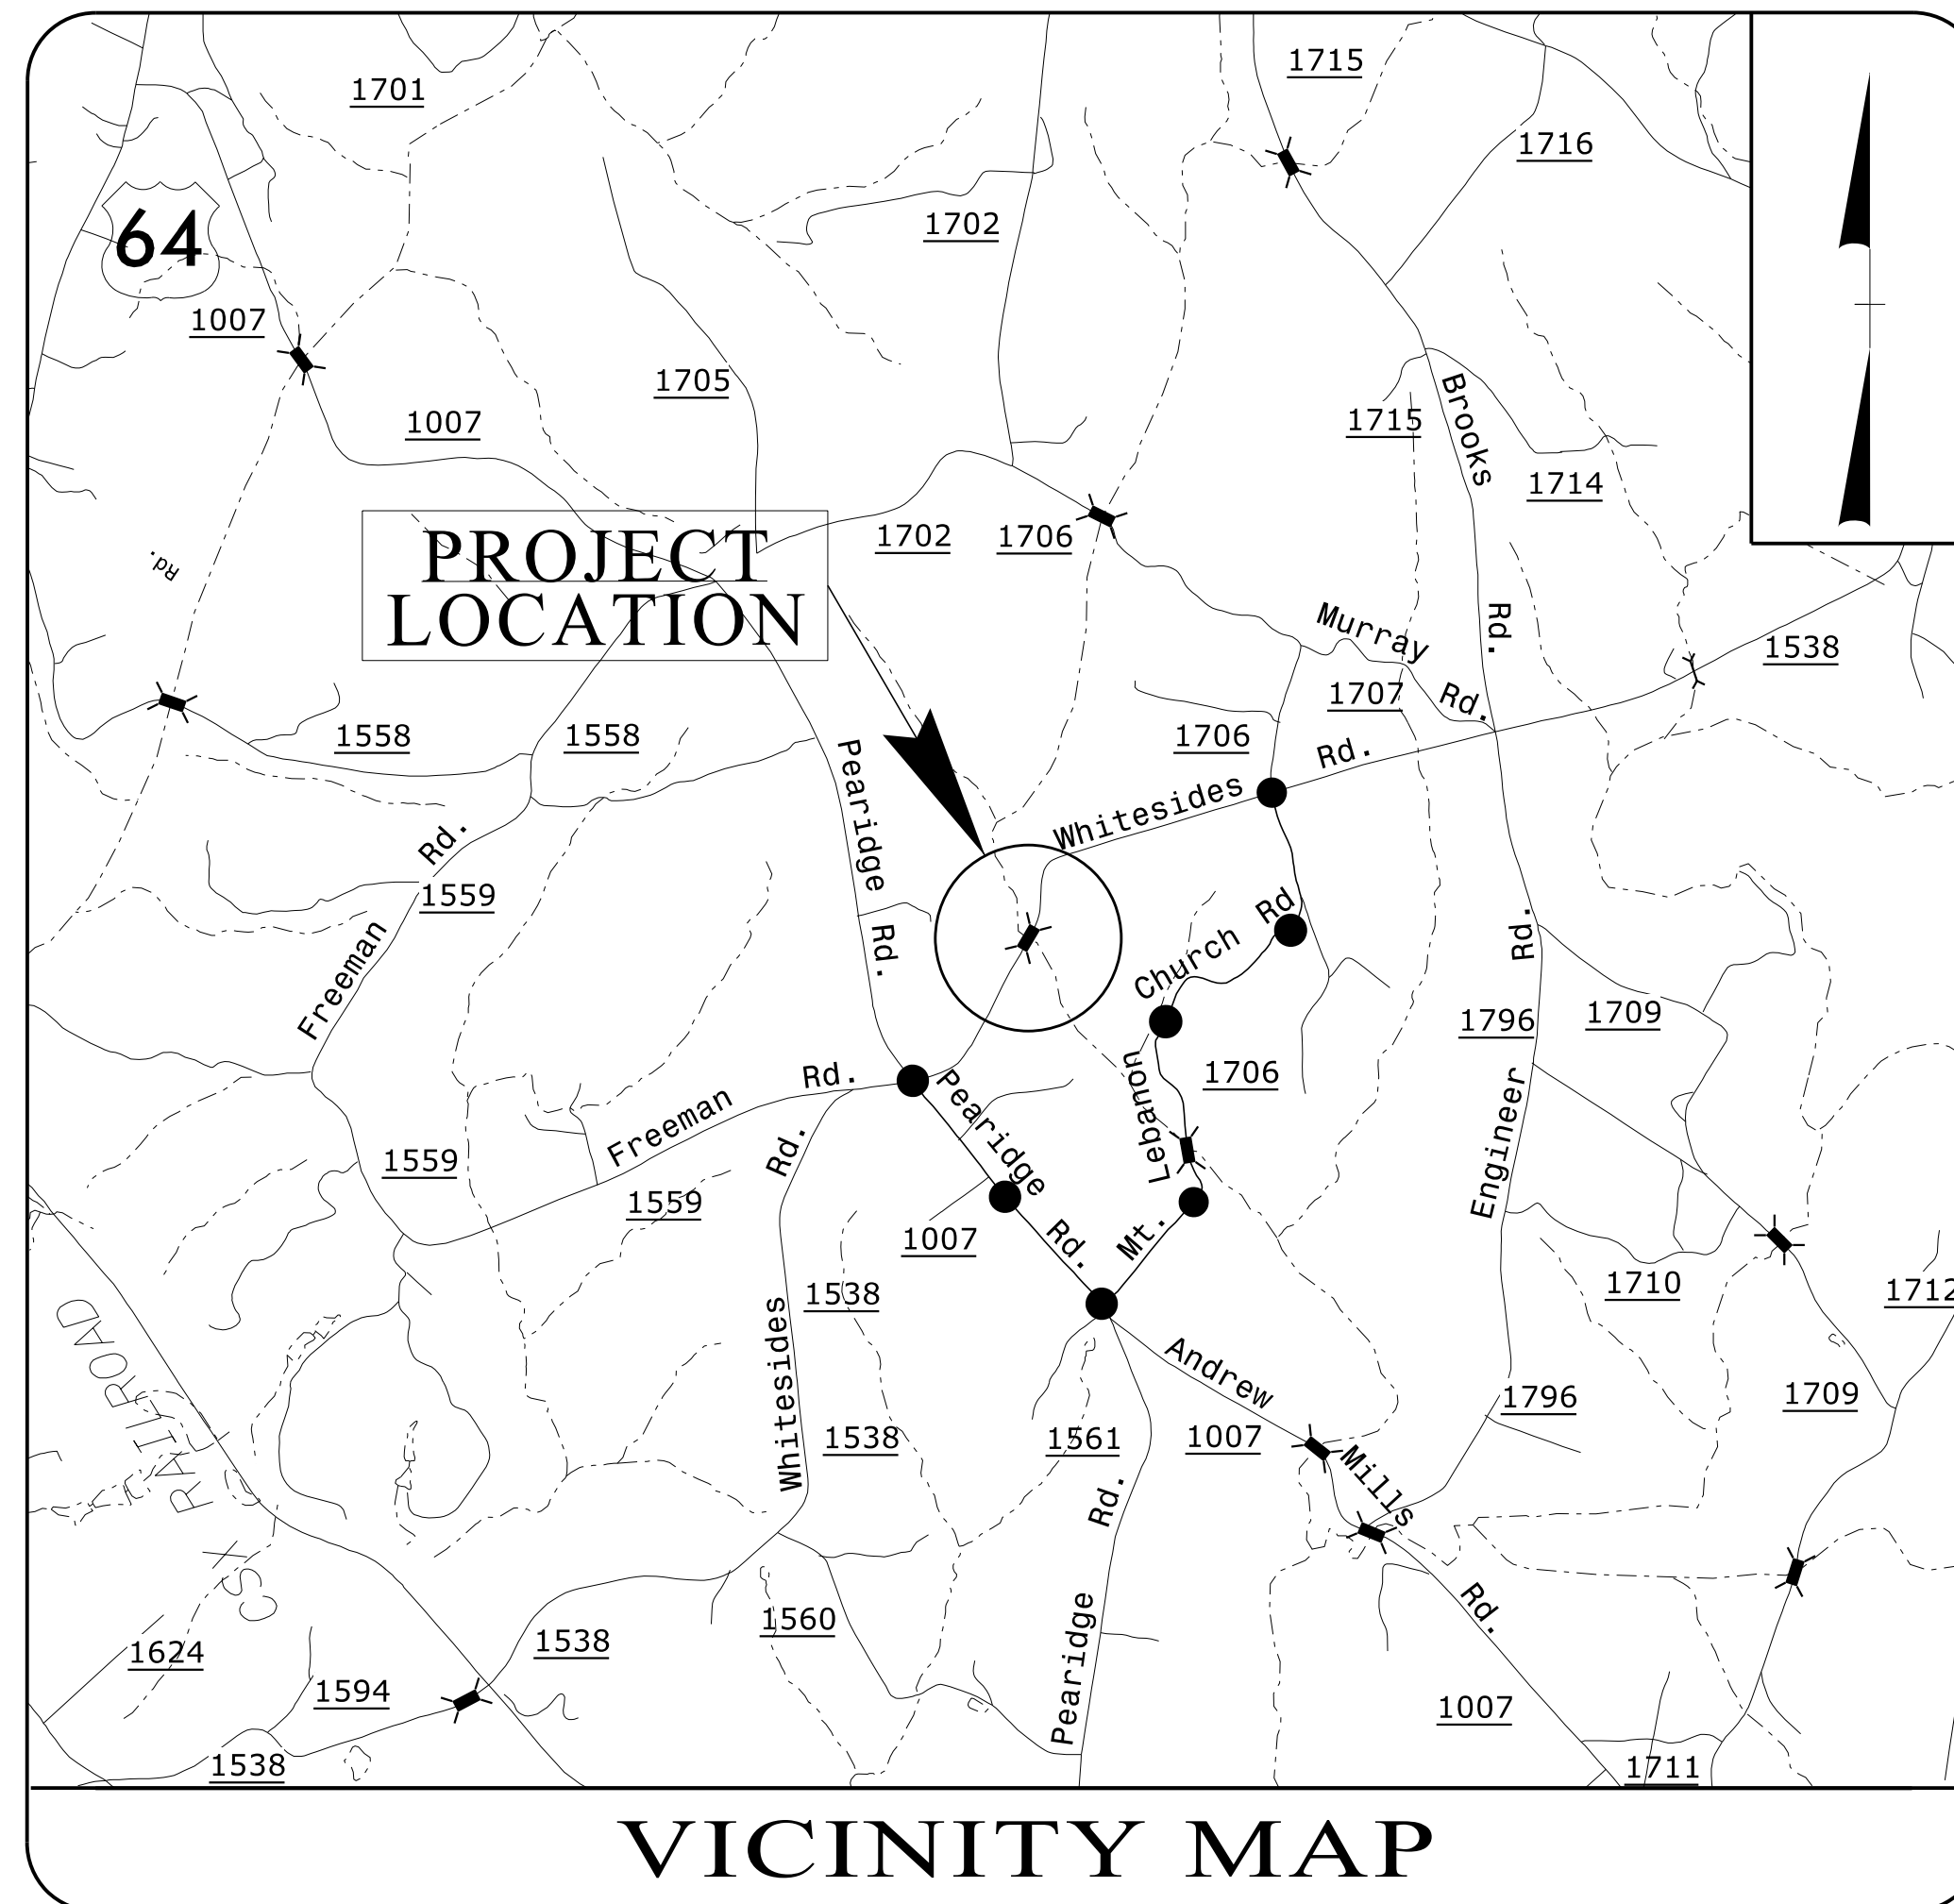 1701
1715
1716
1702
64
1007
1705
1007
1715
Brooks
1714
1702
1706
PROJECT
LOCATION
Rd.
Murray
Rd.
Rd.
1538
1707
1558
1558
1706
Rd.
Pearidge
Rd.
Whitesides
Rd.
1559
Freeman
Church Rd
Rd.
1796
1709
1706
Rd.
Freeman
Pearidge
Rd.
Mt. Lebanon
Rd.
Engineer
1559
1559
1007
1538
1710
1712
DAVE
RUTHERFORD
Whitesides
Andrew
1796
1709
1538
1561
1007
Mills
Rd.
CSX
Rd.
1560
Pearidge
1624
1538
1594
1007
1538
1711
VICINITY MAP